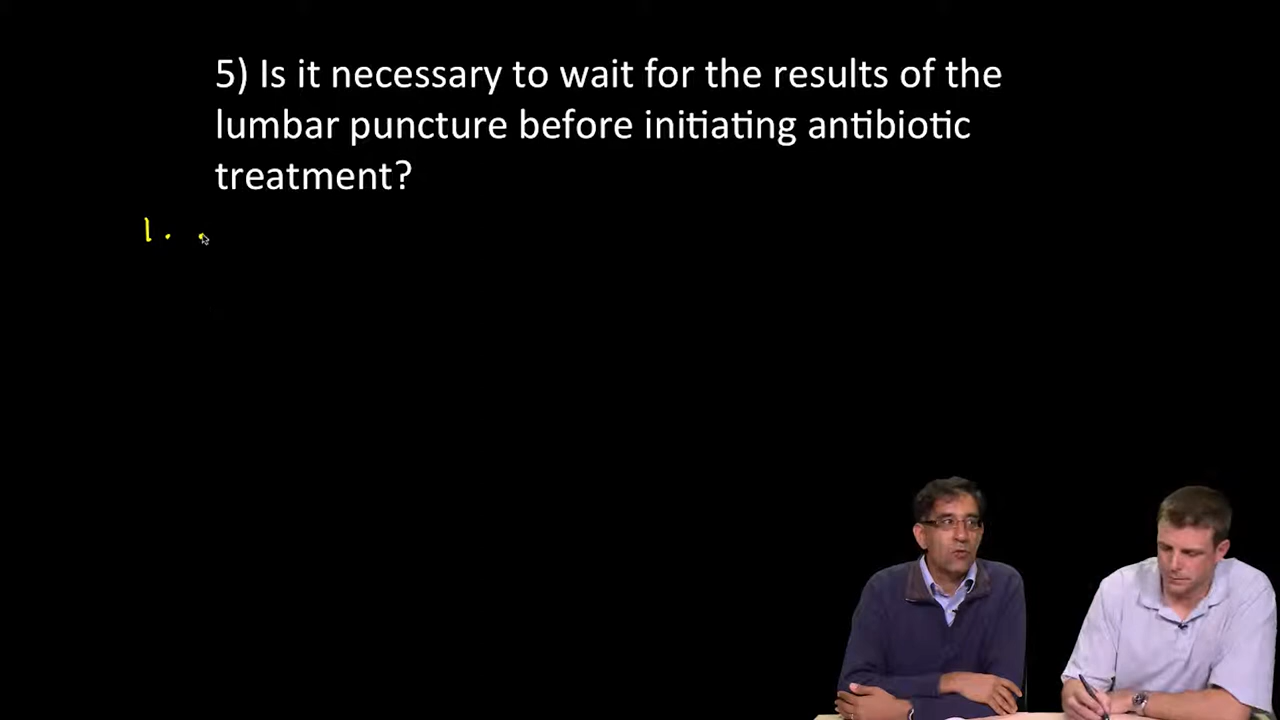 5) Is it necessary to wait for the results of the
lumbar puncture before initiating antibiotic
treatment?
1.